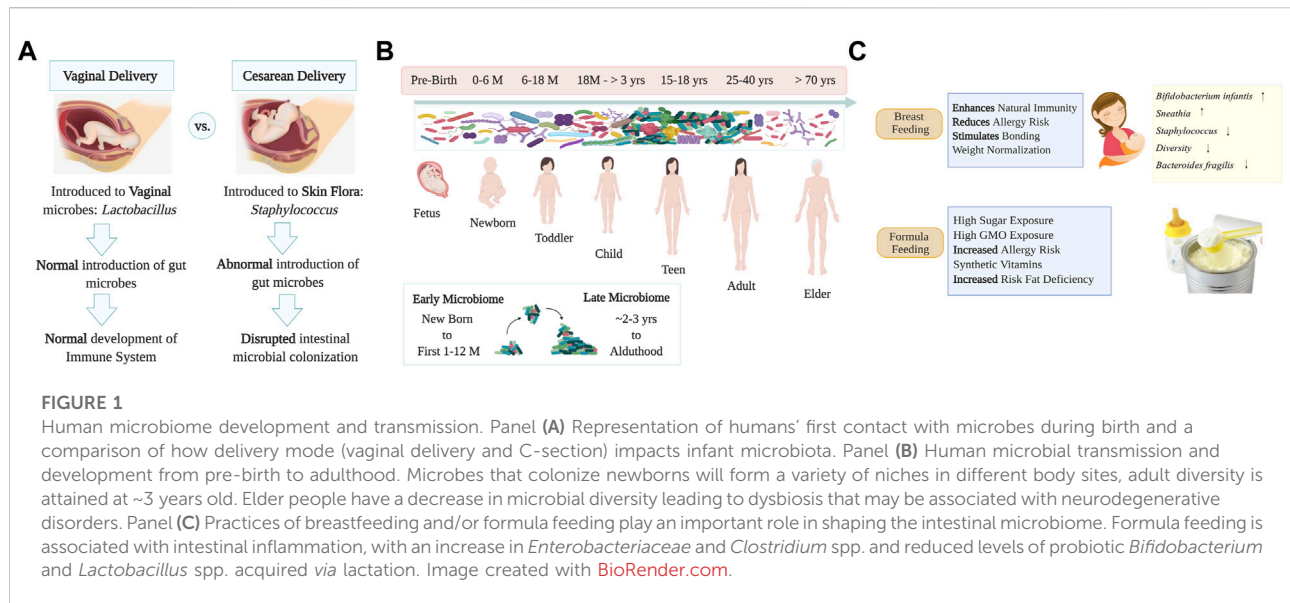 A
Vaginal Delivery
vs.
Cesarean Delivery
Introduced to Vaginal
microbes: Lactobacillus
Normal introduction of gut
microbes
Normal development of
Immune System
Introduced to Skin Flora:
Staphylococcus
Abnormal introduction of
gut microbes
Disrupted intestinal
microbial colonization
B
Pre-Birth 0-6 M 6-18 M 18M - > 3 yrs 15-18 yrs 25-40 yrs > 70 yrs
Fetus
Newborn
Toddler
Child
Teen
Adult
Elder
Early Microbiome
New Born
to
First 1-12 M
Late Microbiome
~2-3 yrs
to
Alduthood
C
Breast
Feeding
Enhances Natural Immunity
Reduces Allergy Risk
Stimulates Bonding
Weight Normalization
Bifidobacterium infantis ↑
Sneathia ↑
Staphylococcus ↓
Diversity ↓
Bacteroides fragilis ↓
Formula
Feeding
High Sugar Exposure
High GMO Exposure
Increased Allergy Risk
Synthetic Vitamins
Increased Risk Fat Deficiency
FIGURE 1
Human microbiome development and transmission. Panel (A) Representation of humans’ first contact with microbes during birth and a
comparison of how delivery mode (vaginal delivery and C-section) impacts infant microbiota. Panel (B) Human microbial transmission and
development from pre-birth to adulthood. Microbes that colonize newborns will form a variety of niches in different body sites, adult diversity is
attained at ~3 years old. Elder people have a decrease in microbial diversity leading to dysbiosis that may be associated with neurodegenerative
disorders. Panel (C) Practices of breastfeeding and/or formula feeding play an important role in shaping the intestinal microbiome. Formula feeding is
associated with intestinal inflammation, with an increase in Enterobacteriaceae and Clostridium spp. and reduced levels of probiotic Bifidobacterium
and Lactobacillus spp. acquired via lactation. Image created with BioRender.com.